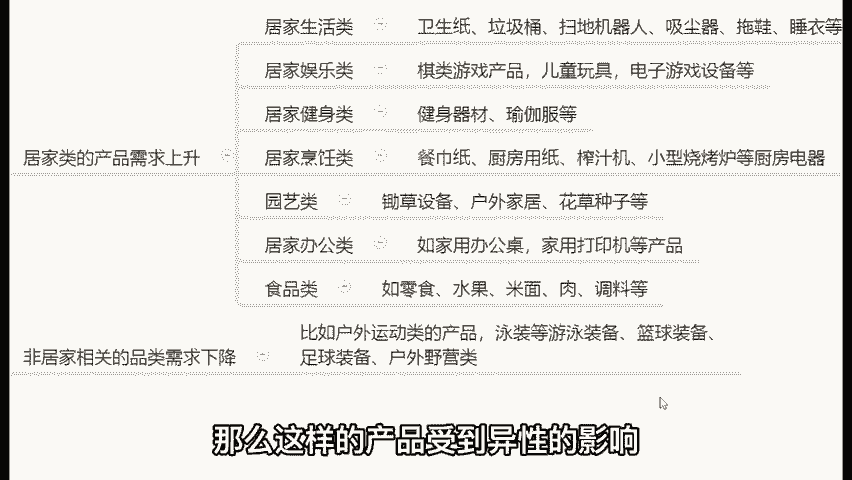 居家生活类 卫生纸、垃圾桶、扫地机器人、吸尘器、拖鞋、睡衣等
居家娱乐类 棋类游戏产品，儿童玩具，电子游戏设备等
居家健身类 健身器材、瑜伽服等
居家类的产品需求上升 居家烹饪类 餐巾纸、厨房用纸、榨汁机、小型烧烤炉等厨房电器
园艺类 锄草设备、户外家居、花草种子等
居家办公类 如家用办公桌，家用打印机等产品
食品类 如零食、水果、米面、肉、调料等
比如户外运动类的产品，泳装等游泳装备、篮球装备、
非居家相关的品类需求下降 足球装备、户外野营类
那么这样的产品受到异性的影响